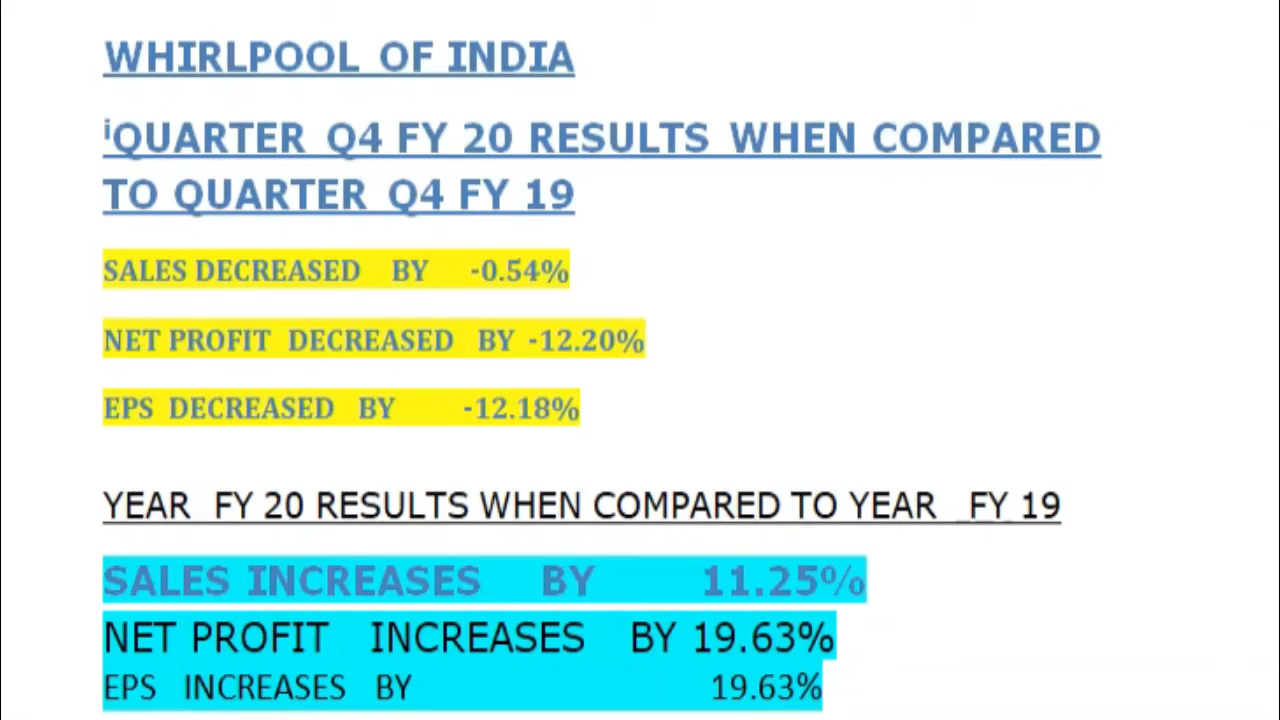 WHIRLPOOL OF INDIA
iQUARTER Q4 FY 20 RESULTS WHEN COMPARED
TO QUARTER Q4 FY 19
SALES DECREASED BY -0.54%
NET PROFIT DECREASED BY -12.20%
EPS DECREASED BY -12.18%
YEAR FY 20 RESULTS WHEN COMPARED TO YEAR FY 19
SALES INCREASES BY 11.25%
NET PROFIT INCREASES BY 19.63%
EPS INCREASES BY 19.63%